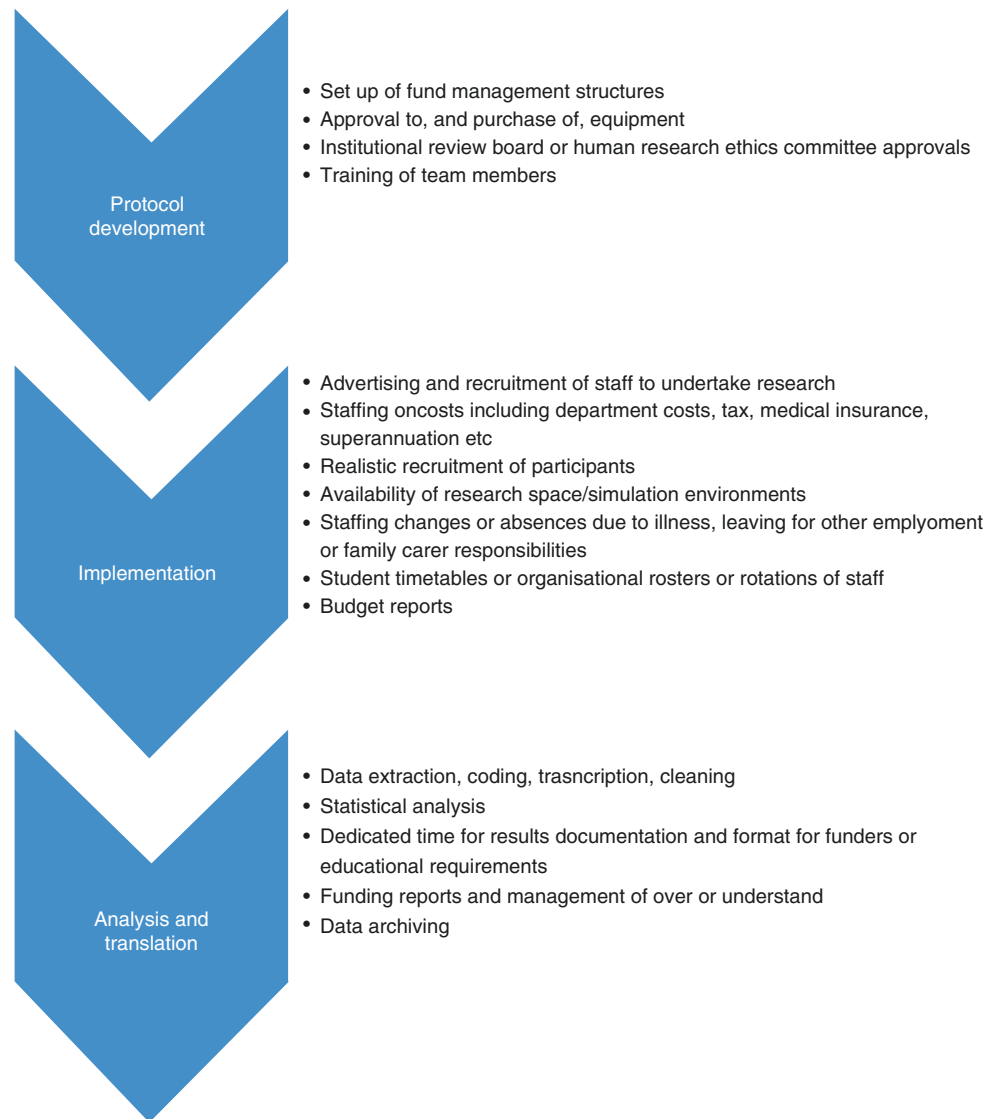 Protocol
development
• Set up of fund management structures
• Approval to, and purchase of, equipment
• Institutional review board or human research ethics committee approvals
• Training of team members
Implementation
• Advertising and recruitment of staff to undertake research
• Staffing oncosts including department costs, tax, medical insurance,
superannuation etc
• Realistic recruitment of participants
• Availability of research space/simulation environments
• Staffing changes or absences due to illness, leaving for other emplyoment
or family carer responsibilities
• Student timetables or organisational rosters or rotations of staff
• Budget reports
Analysis and
translation
• Data extraction, coding, trasncription, cleaning
• Statistical analysis
• Dedicated time for results documentation and format for funders or
educational requirements
• Funding reports and management of over or understand
• Data archiving